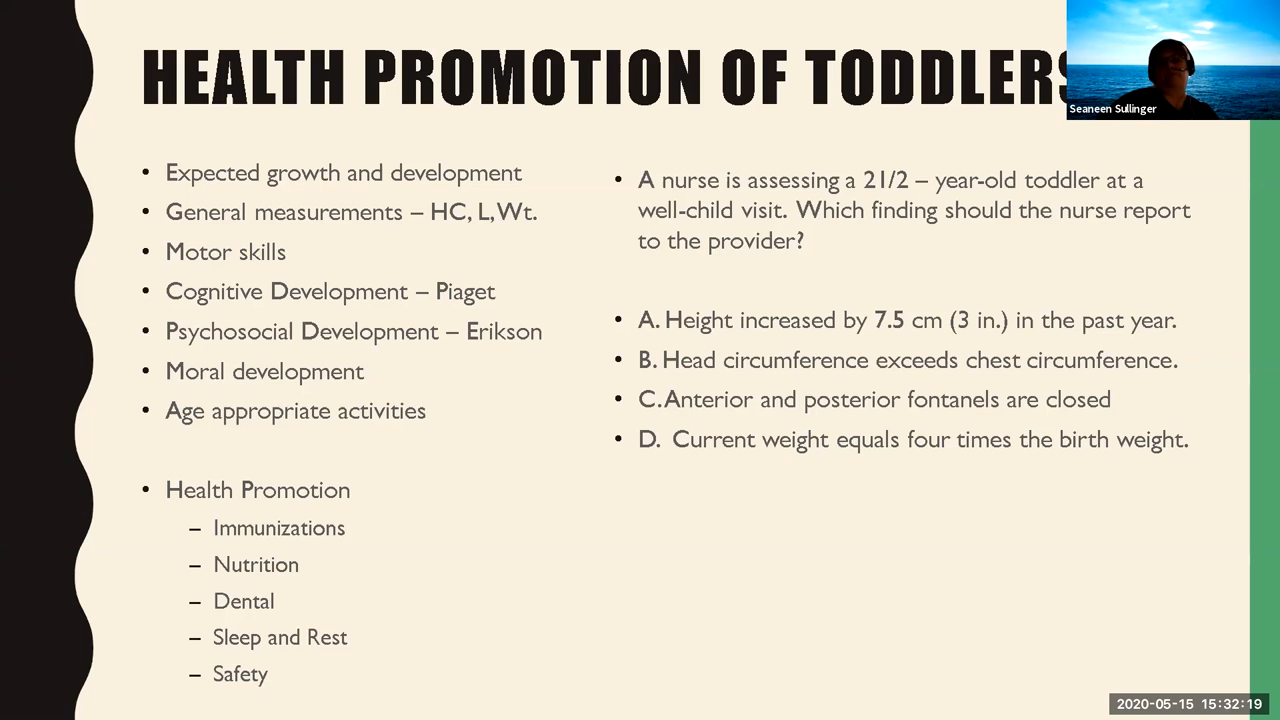 HEALTH PROMOTION OF TODDLERS
Seaneen Sullinger
• Expected growth and development
• General measurements – HC, L, Wt.
• Motor skills
• Cognitive Development – Piaget
• Psychosocial Development – Erikson
• Moral development
• Age appropriate activities
• Health Promotion
– Immunizations
– Nutrition
– Dental
– Sleep and Rest
– Safety
• A nurse is assessing a 21/2 – year-old toddler at a
well-child visit. Which finding should the nurse report
to the provider?
• A. Height increased by 7.5 cm (3 in.) in the past year.
• B. Head circumference exceeds chest circumference.
• C. Anterior and posterior fontanels are closed
• D. Current weight equals four times the birth weight.
2020-05-15 15:32:19